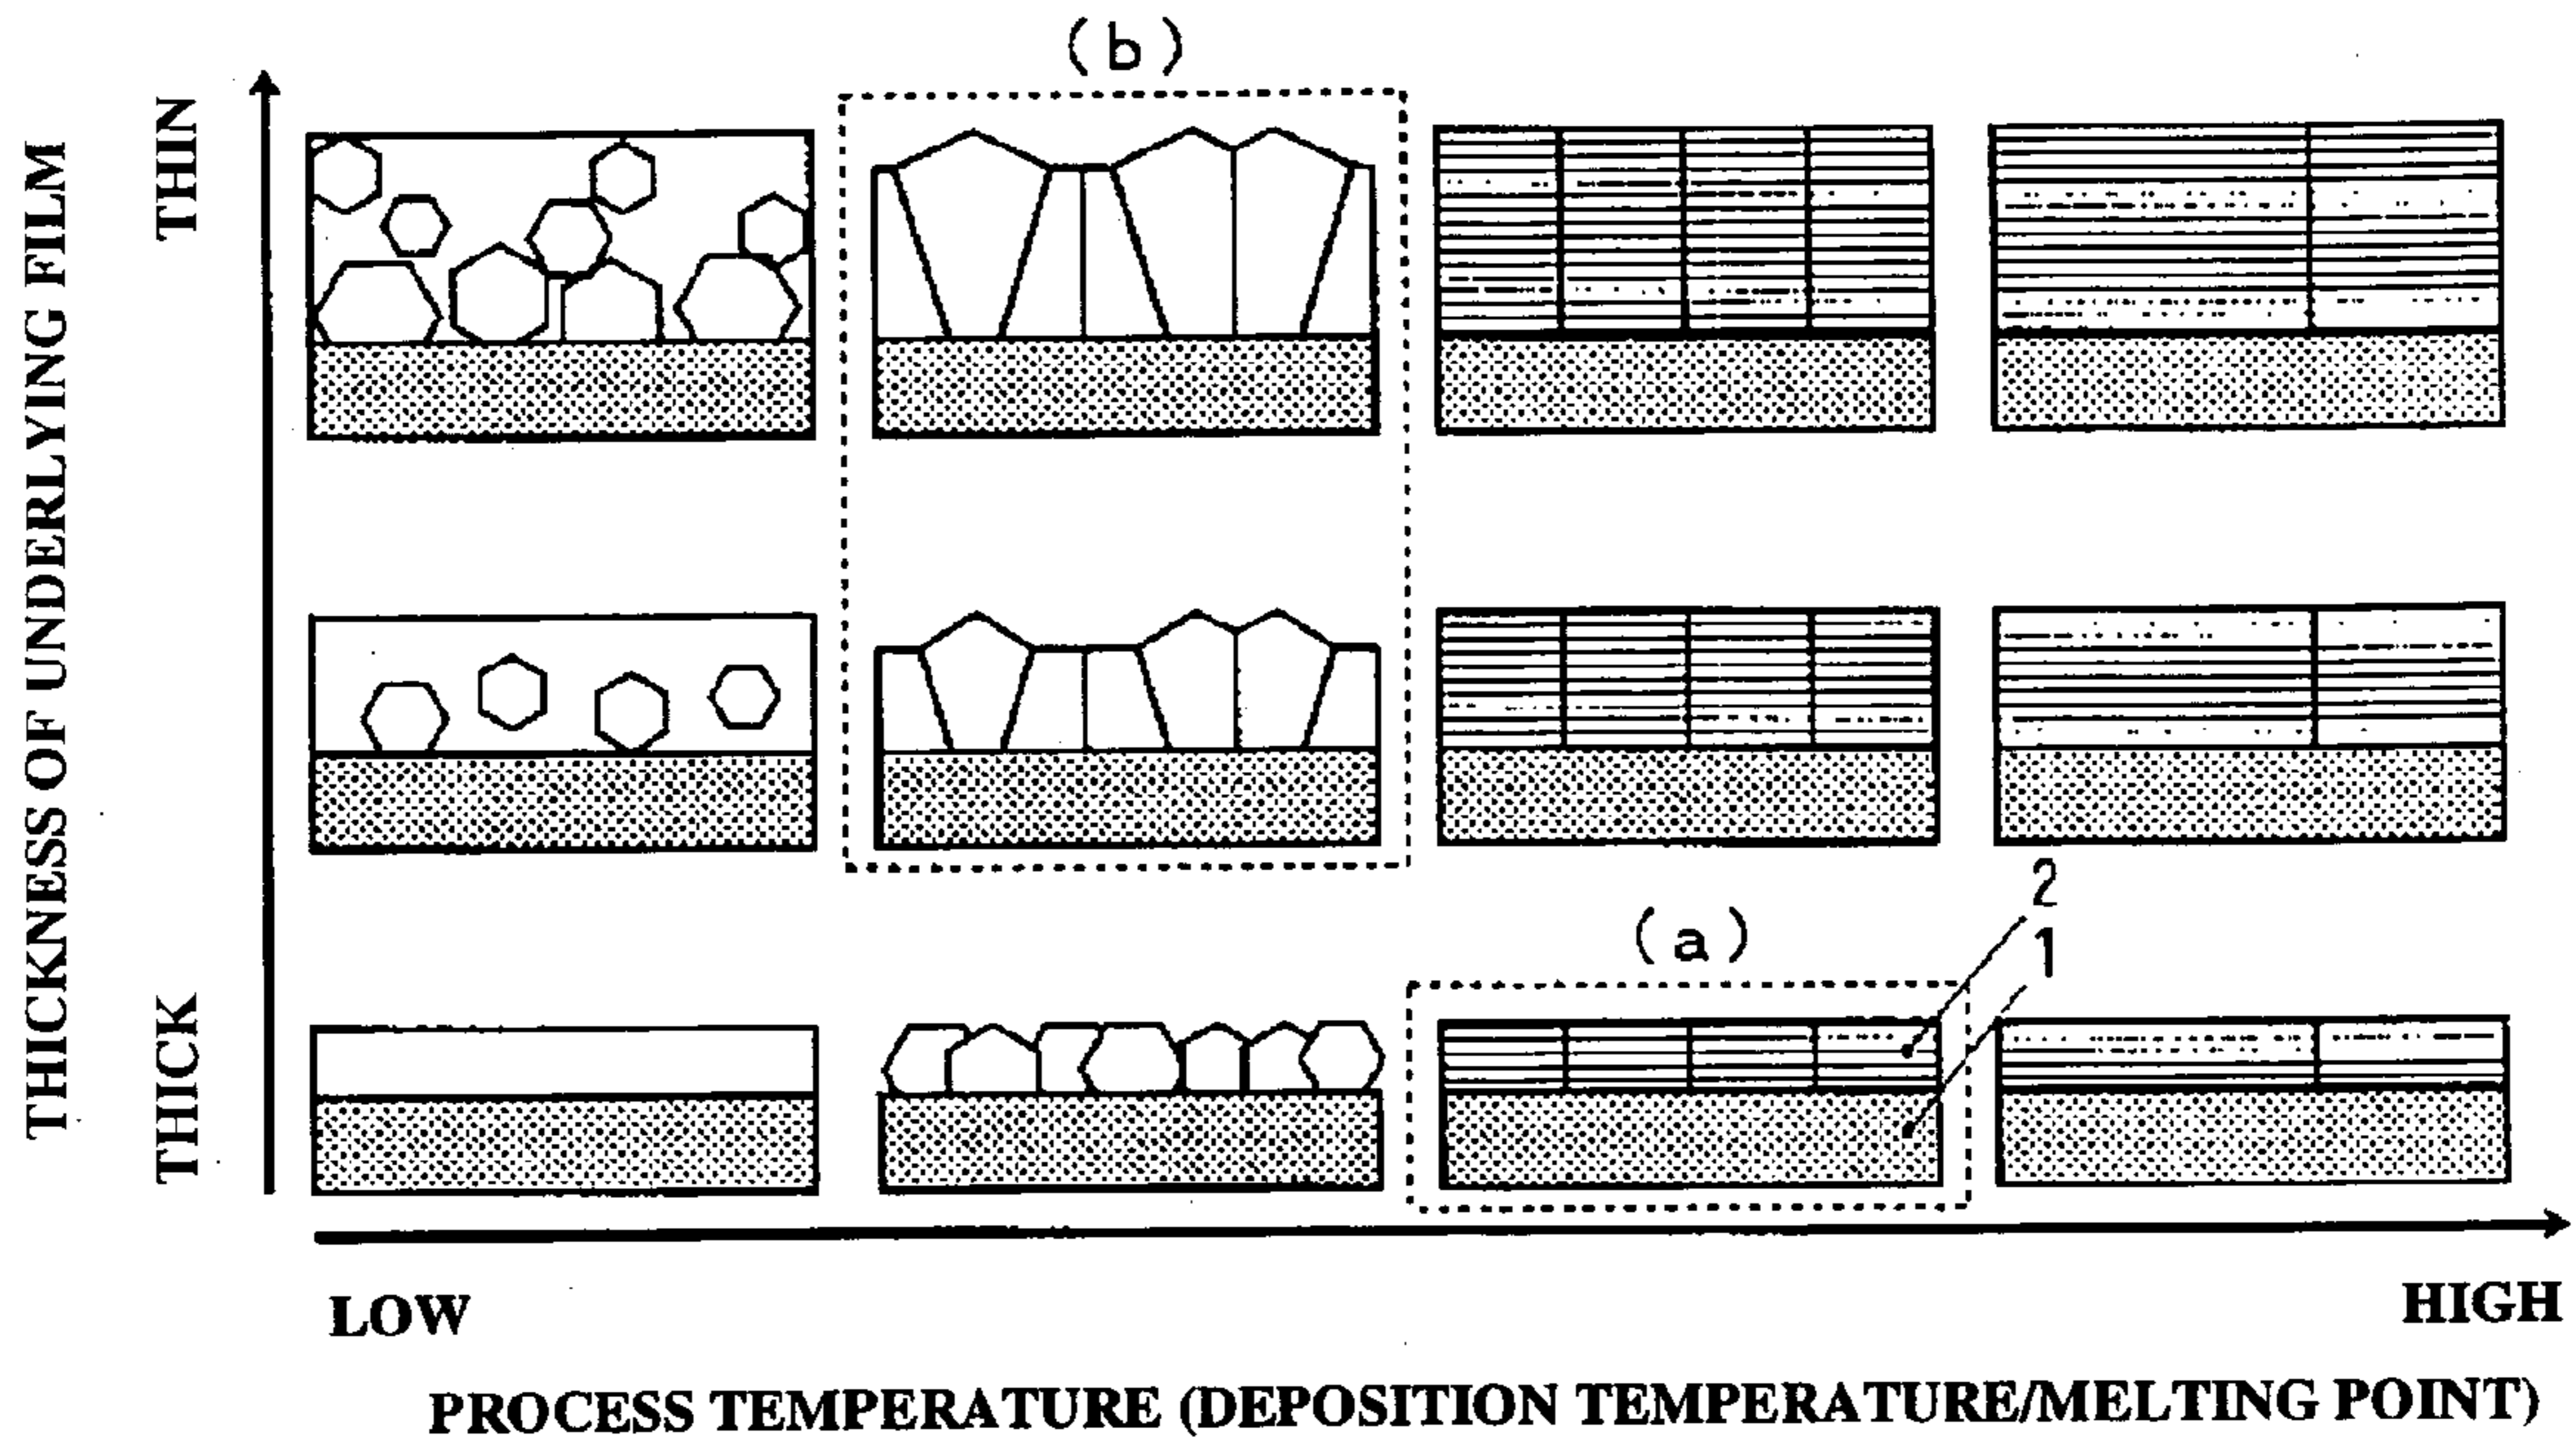 (b)
THICKNESS OF UNDERLYING FILM
THIN
THICK
(a)
2
1
LOW
HIGH
PROCESS TEMPERATURE (DEPOSITION TEMPERATURE/MELTING POINT)